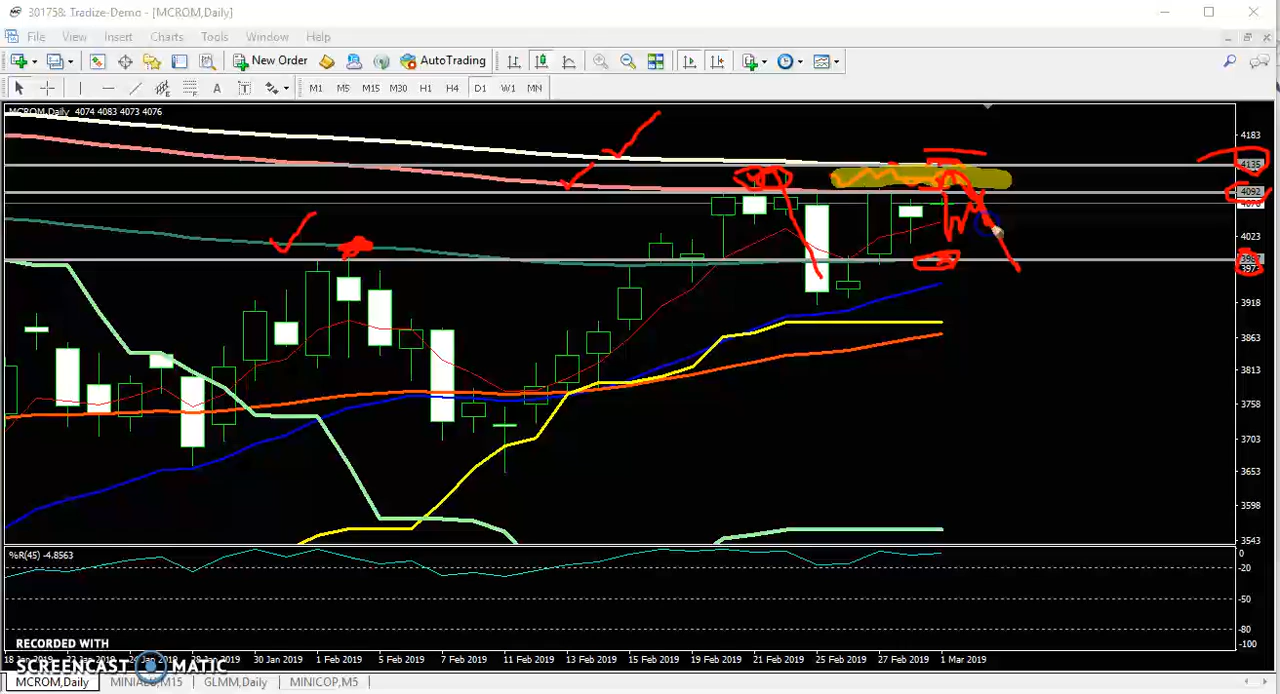 301758: Tradize-Demo - [MCROM,Daily]
File View Insert Charts Tools Window Help
New Order AutoTrading
A T M1 M5 M15 M30 H1 H4 D1 W1 MN
MCROM,Daily 4074 4083 4073 4076
4183
4135
4092
4076
4023
3918
3863
3813
3758
3703
3653
3598
3543
%R(45) -4.8563
0
-20
-50
-80
-100
RECORDED WITH
SCREENCAST MATIC
30 Jan 2019 1 Feb 2019 5 Feb 2019 7 Feb 2019 11 Feb 2019 13 Feb 2019 15 Feb 2019 19 Feb 2019 21 Feb 2019 25 Feb 2019 27 Feb 2019 1 Mar 2019
MCROM,Daily MINIALU,M15 GLMM,Daily MINICOP,M5